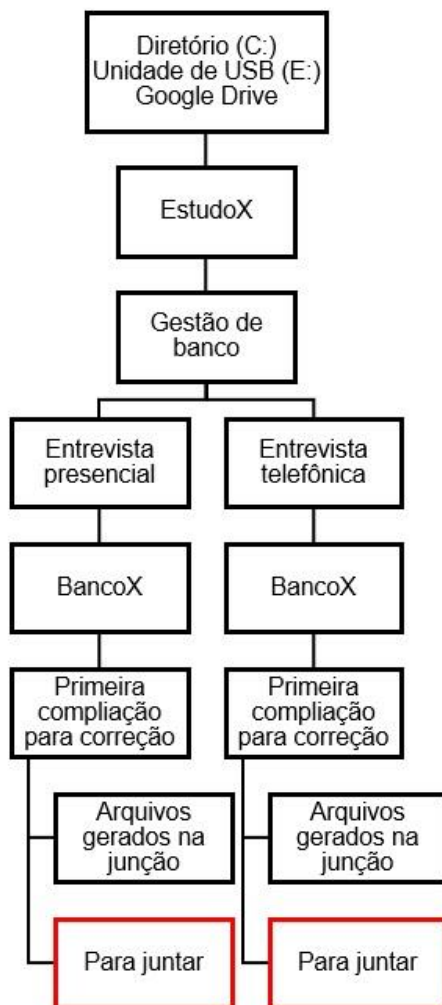 Diretório (C:)
Unidade de USB (E:)
Google Drive
EstudoX
Gestão de
banco
Entrevista
presencial
Entrevista
telefônica
BancoX
BancoX
Primeira
compliação
para correção
Primeira
compliação
para correção
Arquivos
gerados na
junção
Arquivos
gerados na
junção
Para juntar
Para juntar